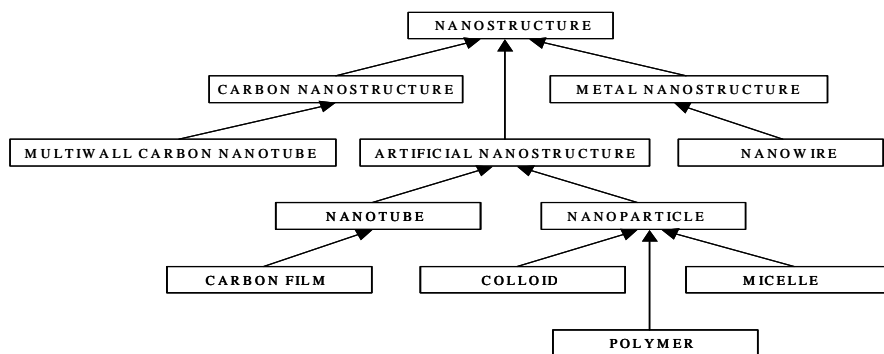 NANOSTRUCTURE
CARBON NANOSTRUCTURE
METAL NANOSTRUCTURE
MULTIWALL CARBON NANOTUBE
ARTIFICIAL NANOSTRUCTURE
NANOWIRE
NANOTUBE
NANOPARTICLE
CARBON FILM
COLLOID
MICELLE
POLYMER